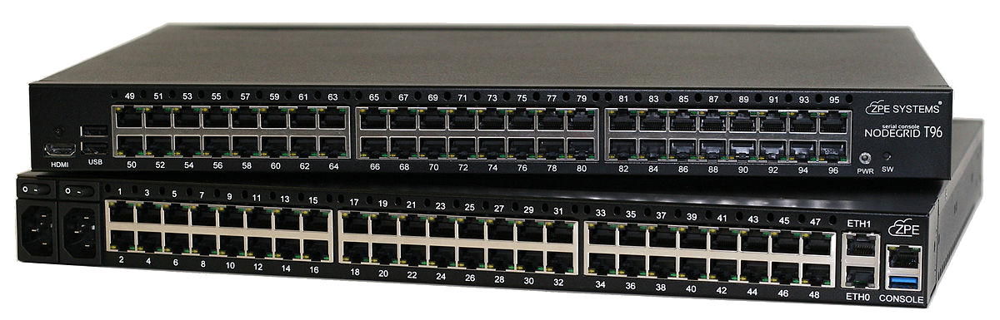 49 51 53 55 57 59 61 63 65 67 69 71 73 75 77 79 81 83 85 87 89 91 93 95
ZPE SYSTEMS®
serial console
NODEGRID T96
HDMI USB
50 52 54 56 58 60 62 64 66 68 70 72 74 76 78 80 82 84 86 88 90 92 94 96
PWR SW
O - O -
1 3 5 7 9 11 13 15 17 19 21 23 25 27 29 31 33 35 37 39 41 43 45 47
ETH1
ZPE
2 4 6 8 10 12 14 16 18 20 22 24 26 28 30 32 34 36 38 40 42 44 46 48
ETH0 CONSOLE